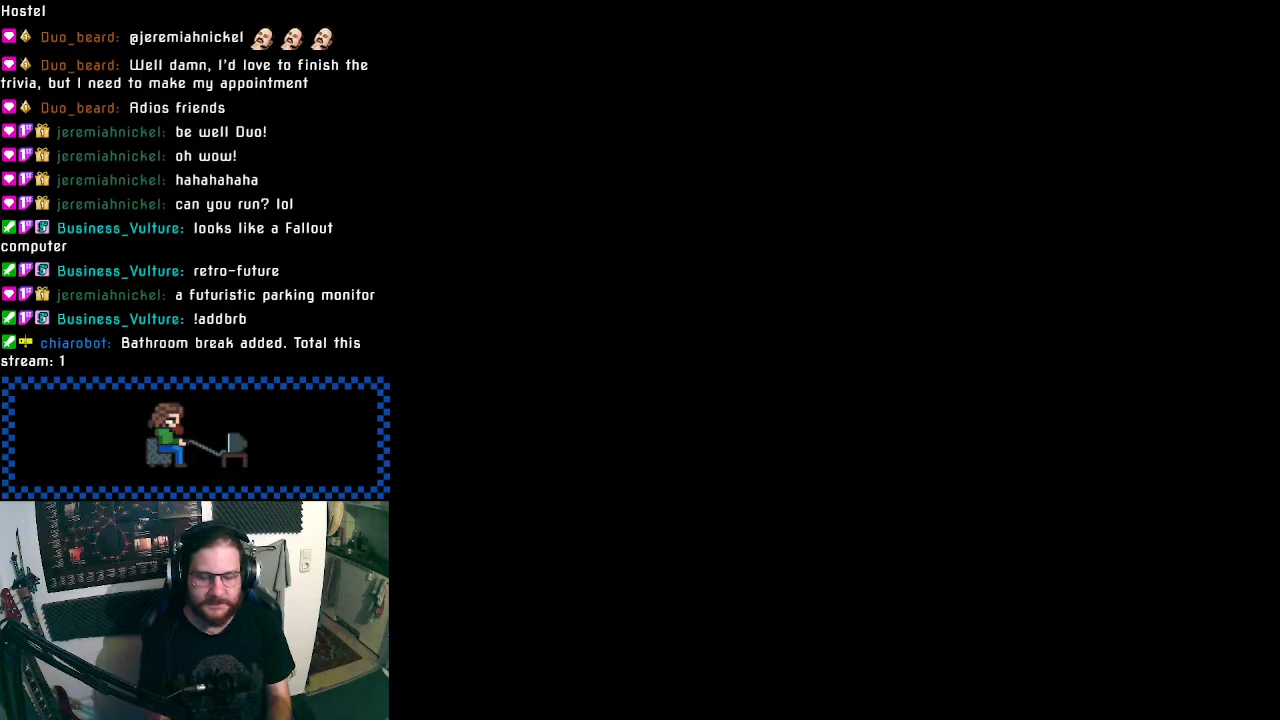 Hostel
Duo_beard: @jeremiahnickel
Duo_beard: Well damn, I'd love to finish the
trivia, but I need to make my appointment
Duo_beard: Adios friends
jeremiahnickel: be well Duo!
jeremiahnickel: oh wow!
jeremiahnickel: hahahahaha
jeremiahnickel: can you run? lol
Business_Vulture: looks like a Fallout
computer
Business_Vulture: retro-future
jeremiahnickel: a futuristic parking monitor
Business_Vulture: !addbrb
chiarobot: Bathroom break added. Total this
stream: 1